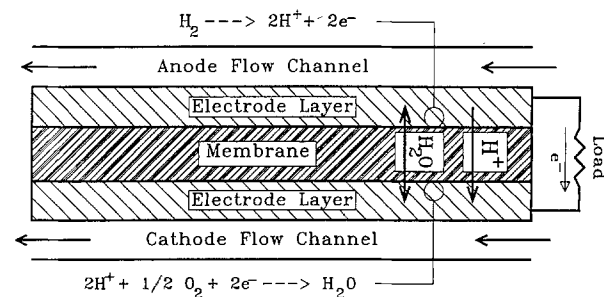 H₂ ---> 2H⁺ + 2e⁻
Anode Flow Channel
Electrode Layer
Membrane
H₂O
H⁺
e⁻
Load
Electrode Layer
Cathode Flow Channel
2H⁺ + 1/2 O₂ + 2e⁻ ---> H₂O